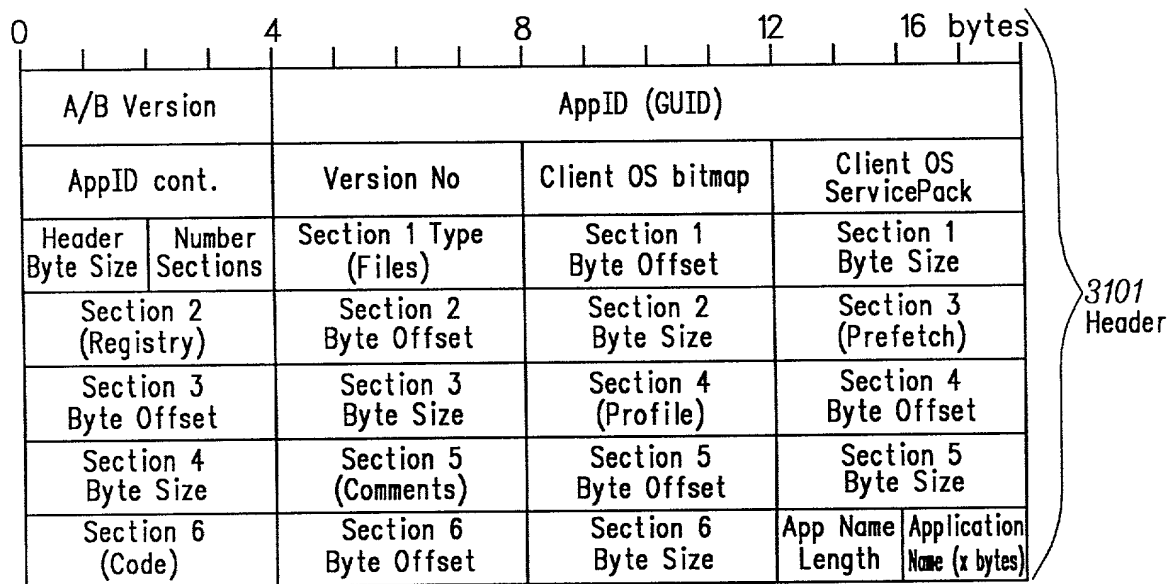 0 4 8 12 16 bytes
A/B Version AppID (GUID)
AppID cont. Version No Client OS bitmap Client OS
ServicePack
Header Number Section 1 Type Section 1 Section 1
Byte Size Sections (Files) Byte Offset Byte Size
Section 2 Section 2 Section 2 Section 3
(Registry) Byte Offset Byte Size (Prefetch)
3101
Header
Section 3 Section 3 Section 4 Section 4
Byte Offset Byte Size (Profile) Byte Offset
Section 4 Section 5 Section 5 Section 5
Byte Size (Comments) Byte Offset Byte Size
Section 6 Section 6 Section 6 App Name Application
(Code) Byte Offset Byte Size Length Name (x bytes)